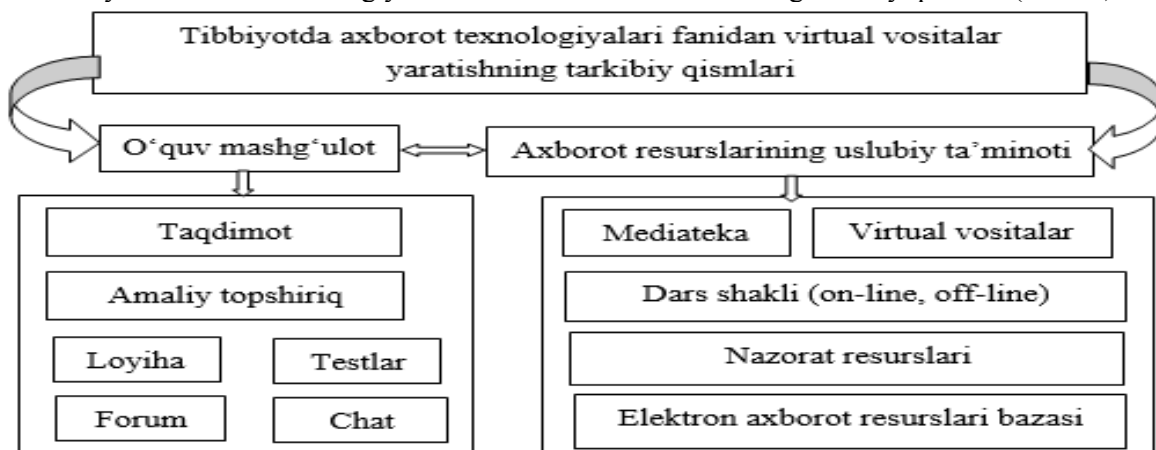 Tibbiyotda axborot texnologiyalari fanidan virtual vositalar
yaratishning tarkibiy qismlari
O‘quv mashg‘ulot
Axborot resurslarining uslubiy ta’minoti
Taqdimot
Amaliy topshiriq
Loyiha
Testlar
Forum
Chat
Mediateka
Virtual vositalar
Dars shakli (on-line, off-line)
Nazorat resurslari
Elektron axborot resurslari bazasi